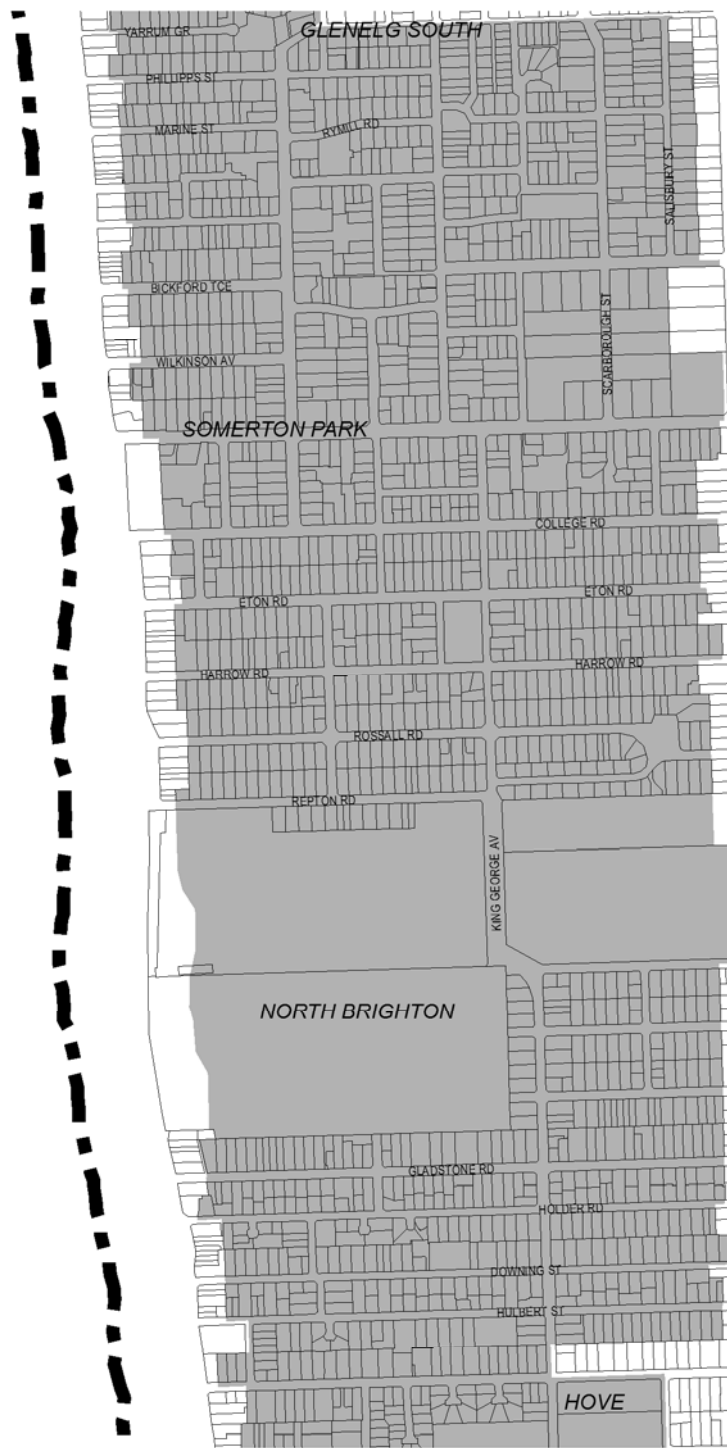 GLENELG SOUTH
YARRUM GR
PHILLIPPS ST
MARINE ST
RYMILL RD
SALISBURY ST
BICKFORD TCE
SCARBOROUGH ST
WILKINSON AV
SOMERTON PARK
COLLEGE RD
ETON RD
ETON RD
HARROW RD
HARROW RD
ROSSALL RD
REPTON RD
KING GEORGE AV
NORTH BRIGHTON
GLADSTONE RD
HOLDER RD
DOWNING ST
HULBERT ST
HOVE